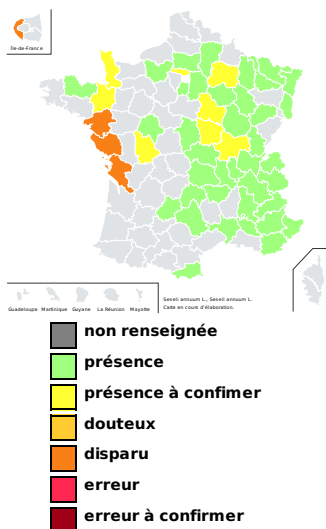 Île-de-France
Guadeloupe Martinique Guyane La Réunion Mayotte
Seseli annuum L., Seseli annuum L.
Carte en cours d'élaboration.
non renseignée
présence
présence à confimer
douteux
disparu
erreur
erreur à confirmer